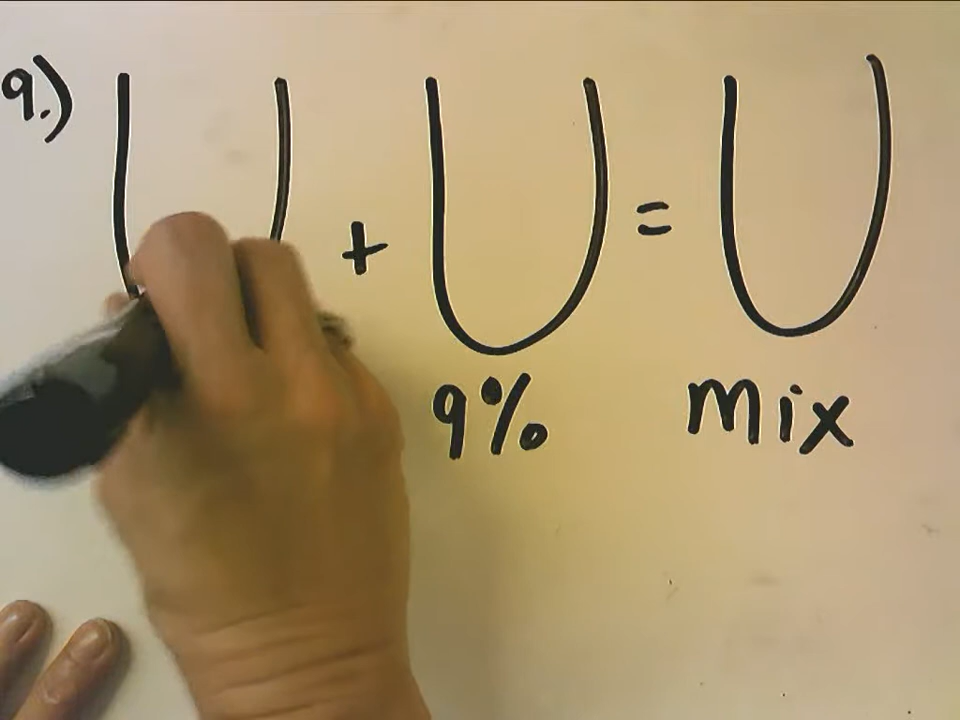 9.) + =
9% mix